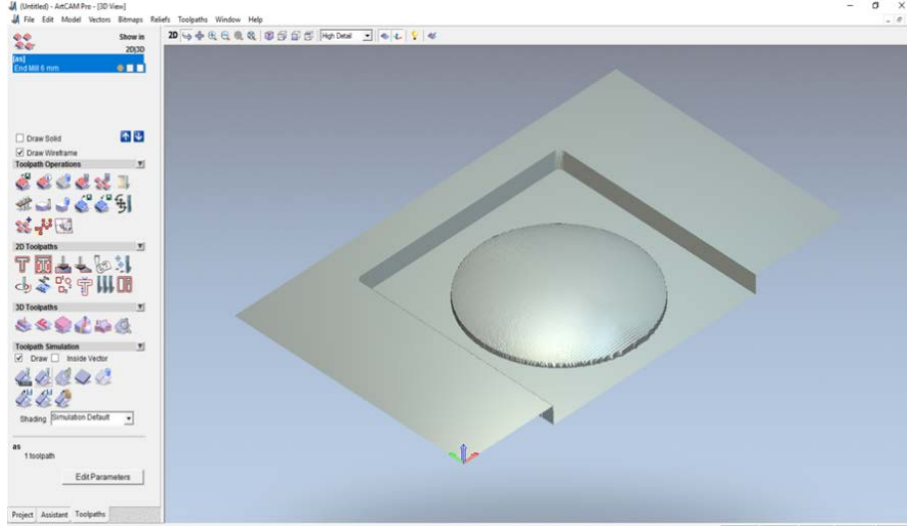 (Untitled) - ArtCAM Pro - [3D View]
File Edit Model Vectors Bitmaps Reliefs Toolpaths Window Help
Show in
2D|3D
2D
High Detail
[as]
End Mill 6 mm
Draw Solid
Draw Wireframe
Toolpath Operations
2D Toolpaths
3D Toolpaths
Toolpath Simulation
Draw Inside Vector
Shading Simulation Default
as
1 toolpath
Edit Parameters
Project Assistant Toolpaths